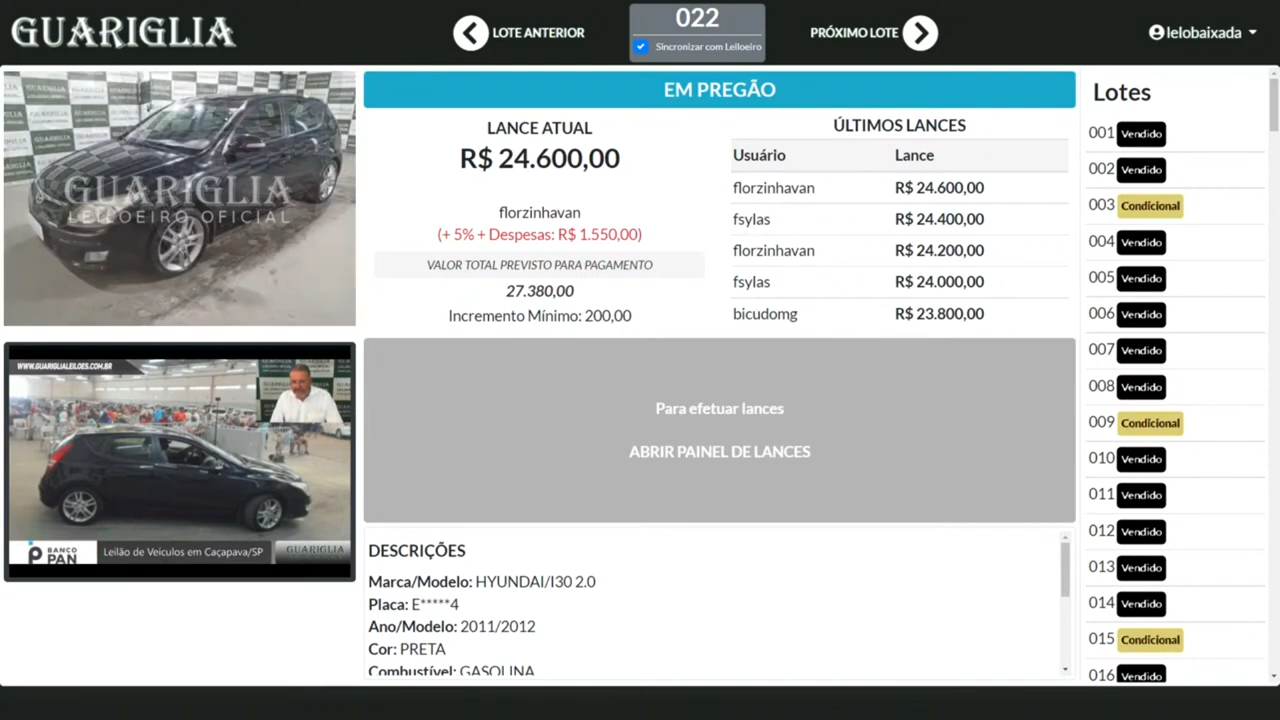 GUARIGLIA
LOTE ANTERIOR
022
Sincronizar com Leiloeiro
PRÓXIMO LOTE
lelobaixada
GUARIGLIA
LEILOEIRO OFICIAL
WWW.GUARIGLIALEILOES.COM.BR
BANCO
PAN
Leilão de Veículos em Caçapava/SP
GUARIGLIA
EM PREGÃO
LANCE ATUAL
R$ 24.600,00
florzinhavan
(+ 5% + Despesas: R$ 1.550,00)
VALOR TOTAL PREVISTO PARA PAGAMENTO
27.380,00
Incremento Mínimo: 200,00
ÚLTIMOS LANCES
Usuário Lance
florzinhavan R$ 24.600,00
fsylas R$ 24.400,00
florzinhavan R$ 24.200,00
fsylas R$ 24.000,00
bicudomg R$ 23.800,00
Para efetuar lances
ABRIR PAINEL DE LANCES
DESCRIÇÕES
Marca/Modelo: HYUNDAI/I30 2.0
Placa: E*****4
Ano/Modelo: 2011/2012
Cor: PRETA
Combustível: GASOLINA
Lotes
001 Vendido
002 Vendido
003 Condicional
004 Vendido
005 Vendido
006 Vendido
007 Vendido
008 Vendido
009 Condicional
010 Vendido
011 Vendido
012 Vendido
013 Vendido
014 Vendido
015 Condicional
016 Vendido